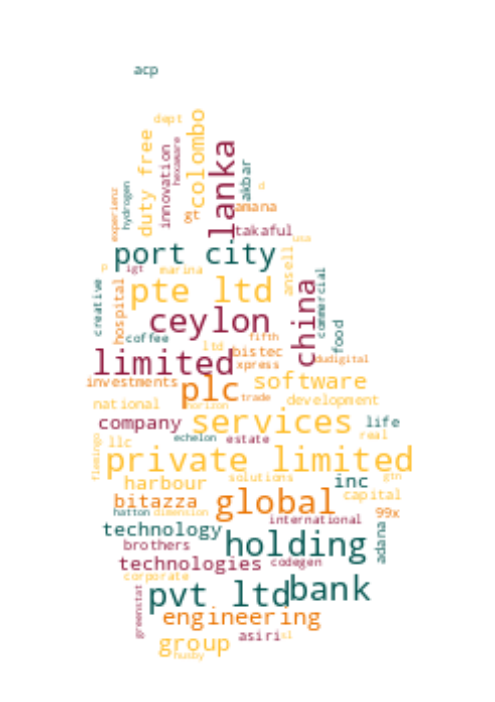 acp
dept
colombo
duty free
innovation
hexaware
lanka
akbar
d
hydrogen
experienz
gt
amana
takaful
usa
port city
p
igt
marina
ansell
commercial
creative
hospital
pte ltd
china
ceylon
food
coffee
fifth
ltd
bistec
limited
xpress
dudigital
investments
plc
software
trade
national
horizon
development
company
services
life
echelon
estate
real
llc
flamingo
private limited
harbour
solutions
inc
gtn
bitazza
global
capital
hatton
dimension
international
99x
technology
holding
adana
brothers
technologies
codegen
corporate
greenstat
pvt ltd
bank
engineering
group
asiri
sl
husby